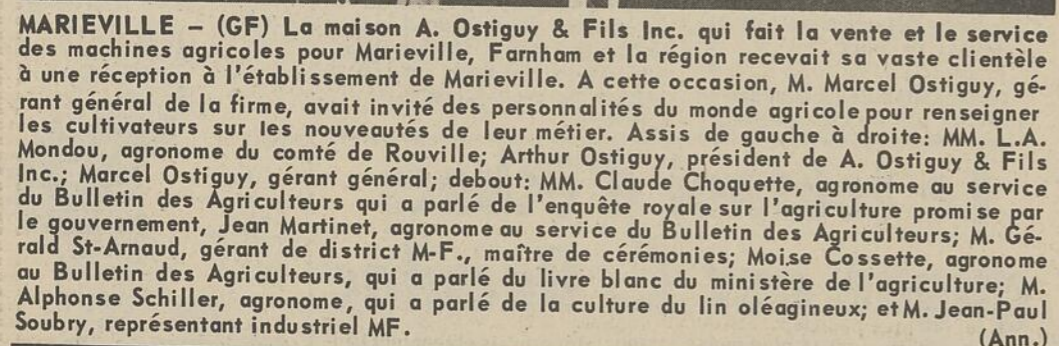 MARIEVILLE – (GF) La maison A. Ostiguy & Fils Inc. qui fait la vente et le service
des machines agricoles pour Marieville, Farnham et la région recevait sa vaste clientèle
à une réception à l'établissement de Marieville. A cette occasion, M. Marcel Ostiguy, gé-
rant général de la firme, avait invité des personnalités du monde agricole pour renseigner
les cultivateurs sur les nouveautés de leur métier. Assis de gauche à droite: MM. L.A.
Mondou, agronome du comté de Rouville; Arthur Ostiguy, président de A. Ostiguy & Fils
Inc.; Marcel Ostiguy, gérant général; debout: MM. Claude Choquette, agronome au service
du Bulletin des Agriculteurs qui a parlé de l'enquête royale sur l'agriculture promise par
le gouvernement, Jean Martinet, agronome au service du Bulletin des Agriculteurs; M. Gé-
rald St-Arnaud, gérant de district M-F., maître de cérémonies; Moi.se Cossette, agronome
au Bulletin des Agriculteurs, qui a parlé du livre blanc du ministère de l'agriculture; M.
Alphonse Schiller, agronome, qui a parlé de la culture du lin oléagineux; et M. Jean-Paul
Soubry, représentant industriel MF.
(Ann.)